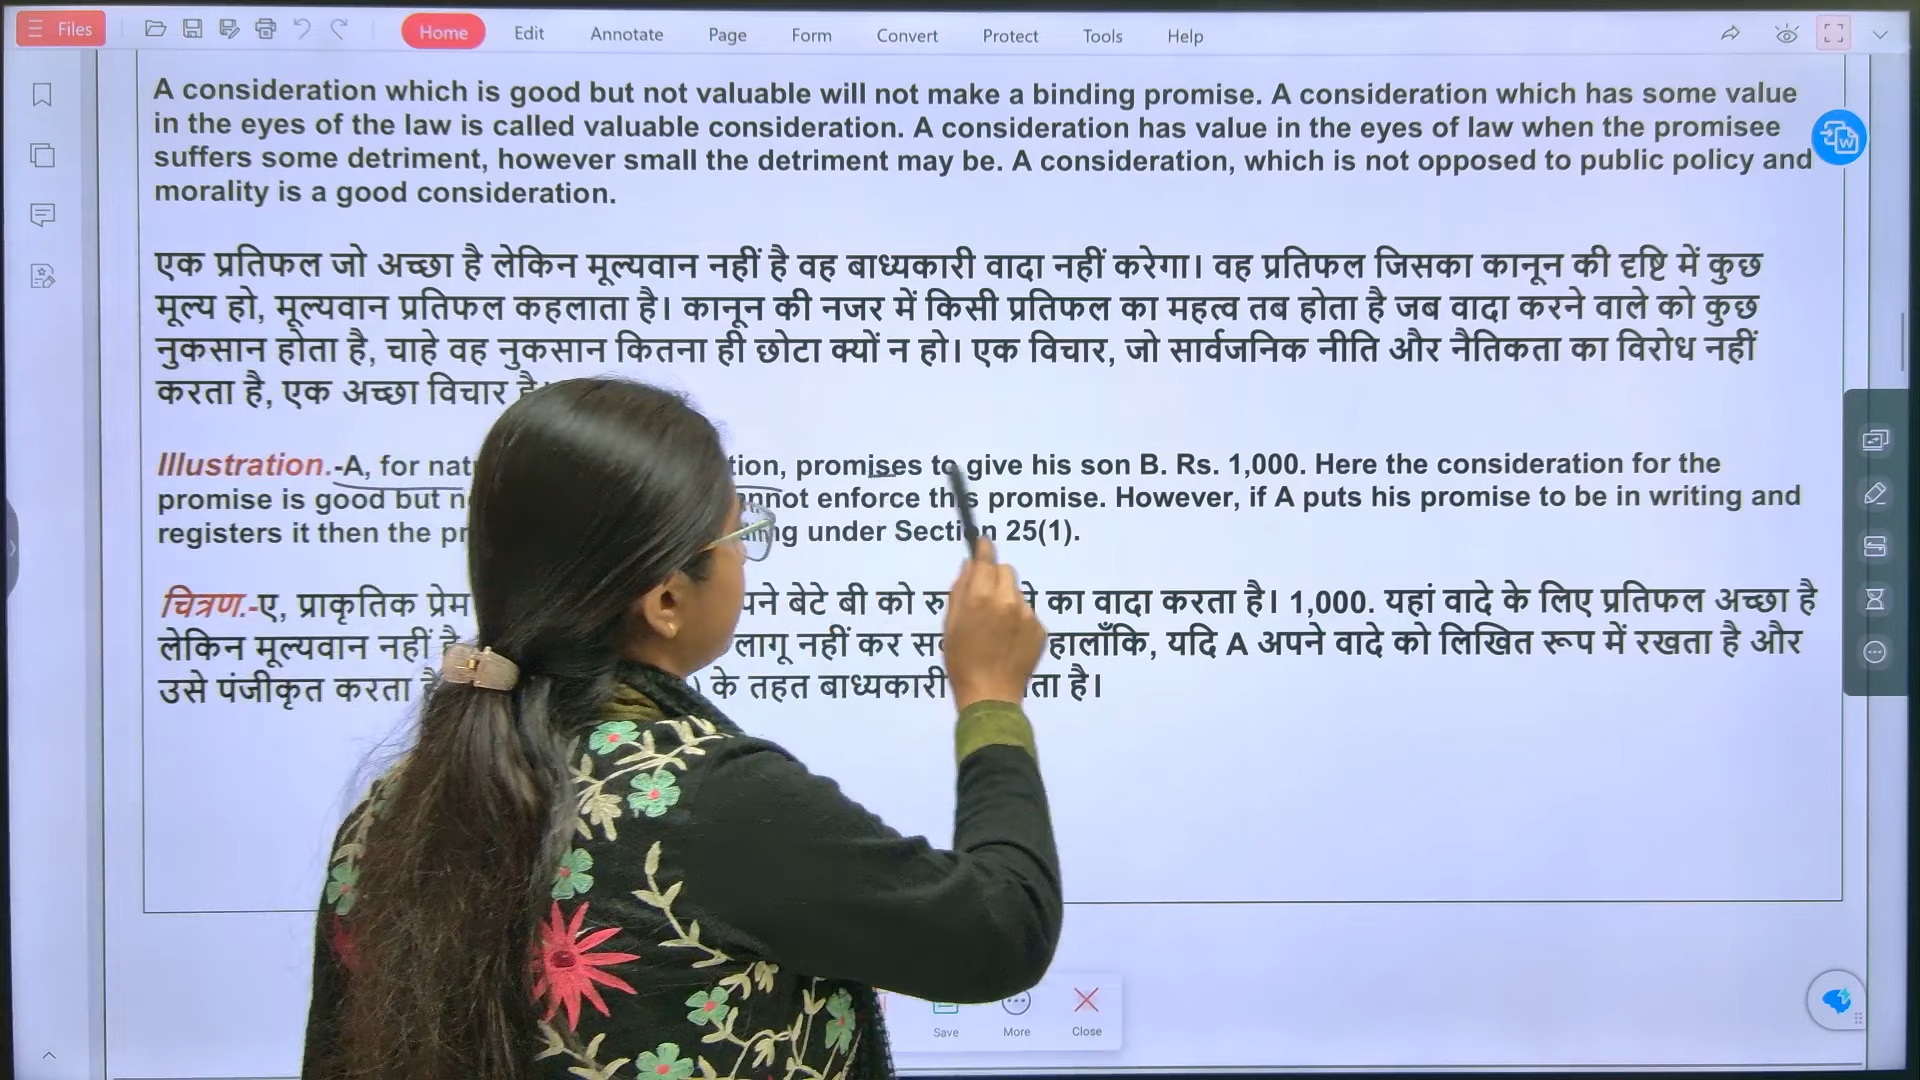 Files
Home Edit Annotate Page Form Convert Protect Tools Help
A consideration which is good but not valuable will not make a binding promise. A consideration which has some value
in the eyes of the law is called valuable consideration. A consideration has value in the eyes of law when the promisee
suffers some detriment, however small the detriment may be. A consideration, which is not opposed to public policy and
morality is a good consideration.
एक प्रतिफल जो अच्छा है लेकिन मूल्यवान नहीं है वह बाध्यकारी वादा नहीं करेगा। वह प्रतिफल जिसका कानून की दृष्टि में कुछ
मूल्य हो, मूल्यवान प्रतिफल कहलाता है। कानून की नजर में किसी प्रतिफल का महत्व तब होता है जब वादा करने वाले को कुछ
नुकसान होता है, चाहे वह नुकसान कितना ही छोटा क्यों न हो। एक विचार, जो सार्वजनिक नीति और नैतिकता का विरोध नहीं
करता है, एक अच्छा विचार है
Illustration.-A, for promises to give his son B. Rs. 1,000. Here the consideration for the
promise is good but enforce this promise. However, if A puts his promise to be in writing and
registers it then the under Section 25(1).
चित्रण.-ए, प्राकृतिक प्रेम बेटे बी को का वादा करता है। 1,000. यहां वादे के लिए प्रतिफल अच्छा है
लेकिन मूल्यवान नहीं लागू नहीं कर हालाँकि, यदि A अपने वादे को लिखित रूप में रखता है और
उसे पंजीकृत करता के तहत बाध्यकारी है।
Save More Close